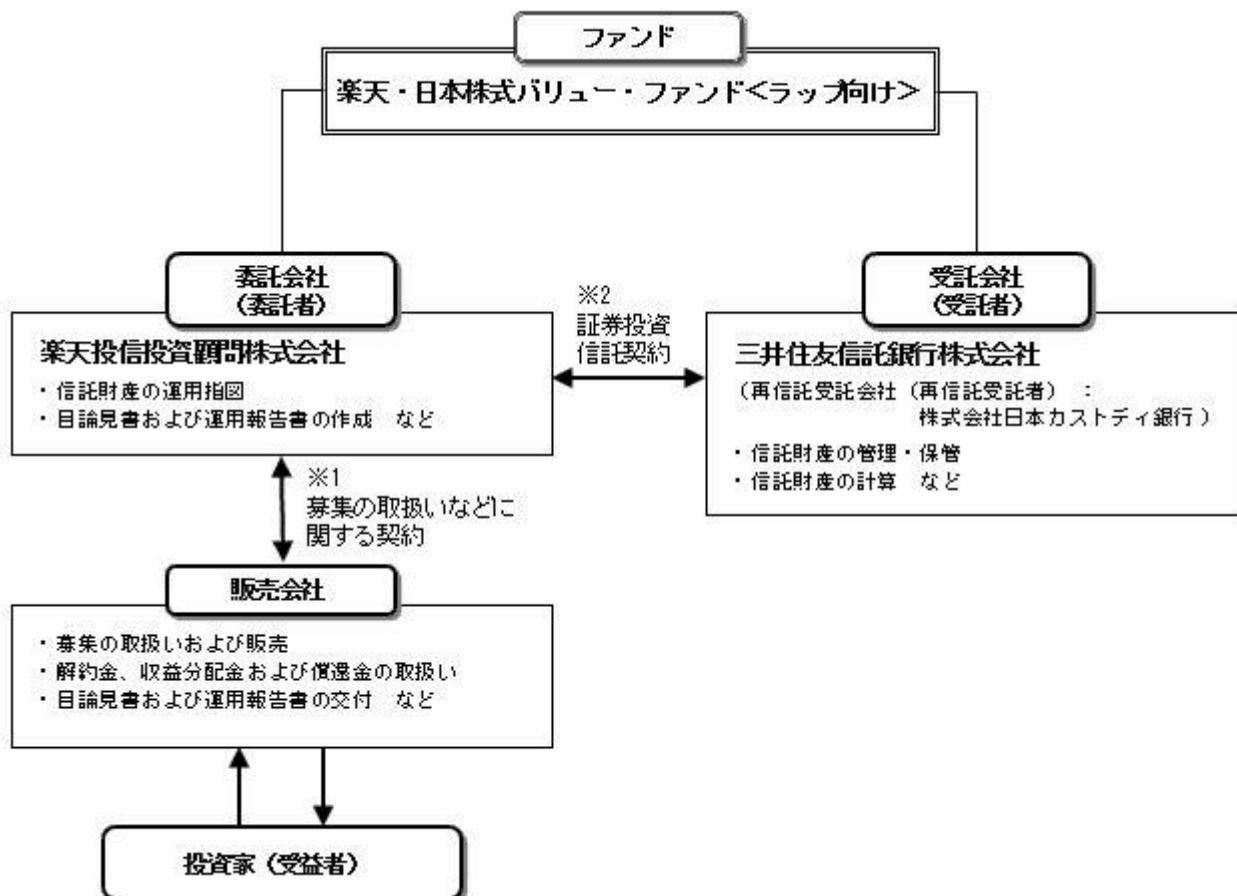 ファンド
楽天・日本株式バリュー・ファンド<ラップ向け>
委託会社
(委託者)
楽天投信投資顧問株式会社
・信託財産の運用指図
・目論見書および運用報告書の作成 など
※2
証券投資
信託契約
受託会社
(受託者)
三井住友信託銀行株式会社
(再信託受託会社(再信託受託者) :
株式会社日本カストディ銀行)
・信託財産の管理・保管
・信託財産の計算 など
※1
募集の取扱いなどに
関する契約
販売会社
・募集の取扱いおよび販売
・解約金、収益分配金および償還金の取扱い
・目論見書および運用報告書の交付 など
投資家(受益者)